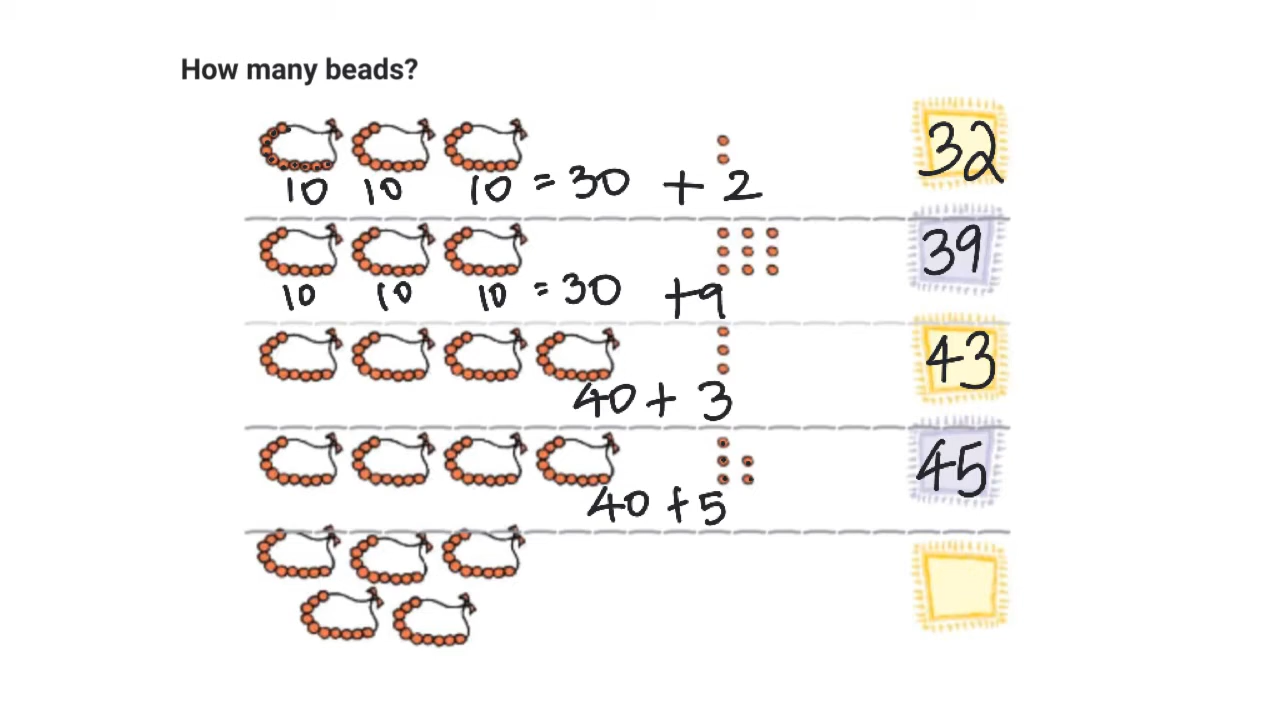 How many beads?
10 10 10 = 30 + 2 32
10 10 10 = 30 +9 39
40 + 3 43
40 +5 45